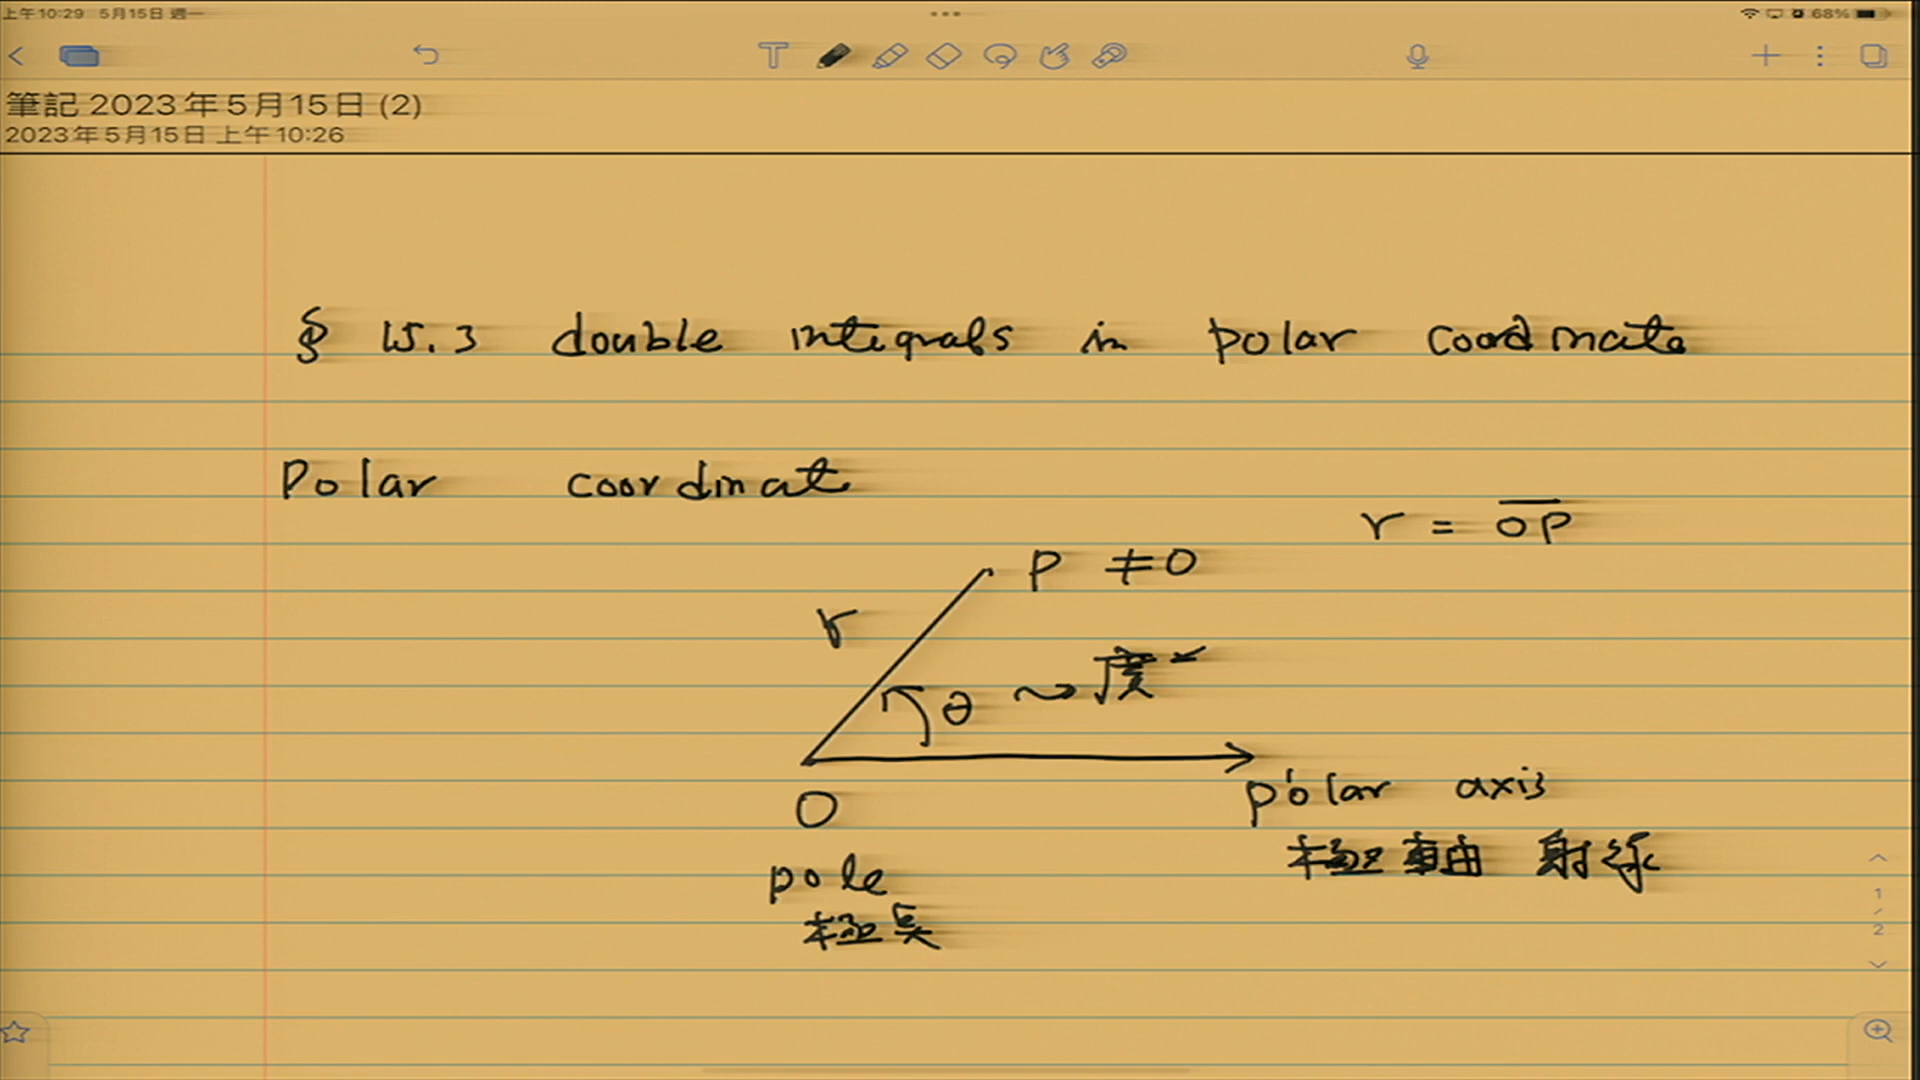 上午10:29 5月15日 週一
68%
筆記 2023年5月15日 (2)
2023年5月15日 上午10:26
§ 15.3 double integrals in polar coordinate
Polar coordinat
r = \overline{OP}
P ≠ O
r
θ
O
polar axis
極軸 射線
pole
極點
1
/
2